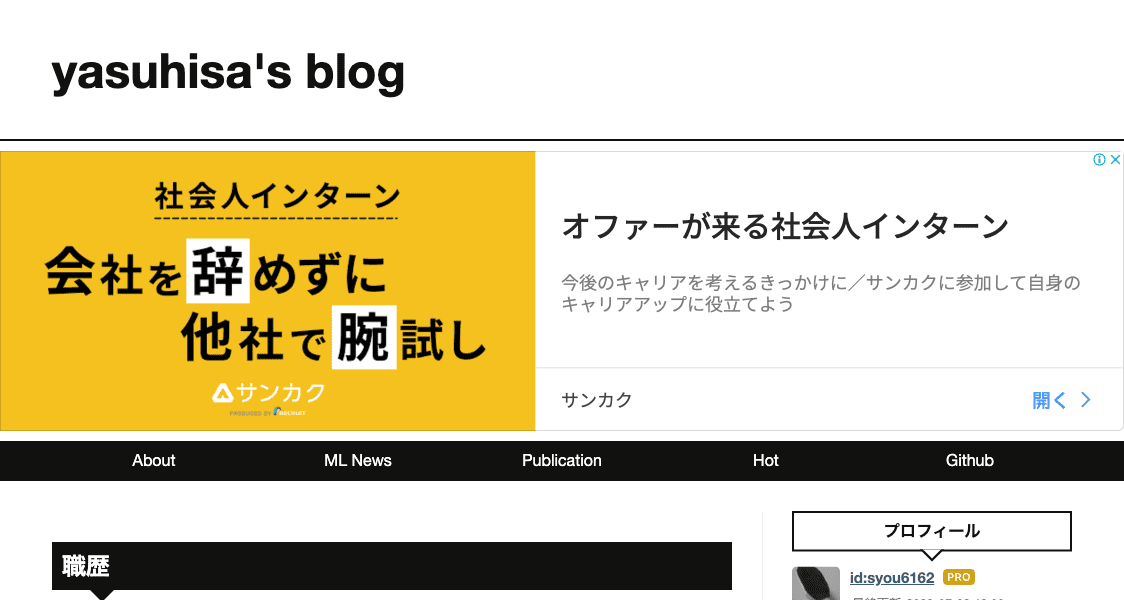 yasuhisa's blog
社会人インターン
会社を辞めずに
他社で腕試し
サンカク
PRODUCED BY RECRUIT
オファーが来る社会人インターン
今後のキャリアを考えるきっかけに／サンカクに参加して自身の
キャリアアップに役立てよう
サンカク
開く
About ML News Publication Hot Github
職歴
プロフィール
id:syou6162 PRO